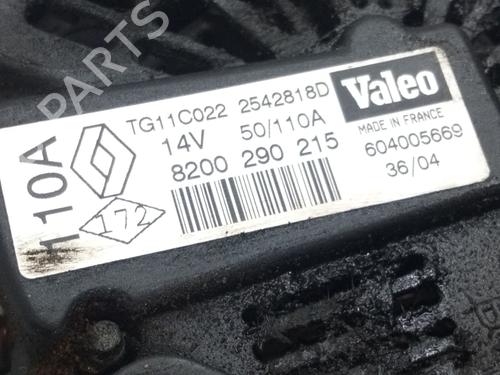 PARTS
110A
TG11C022 2542818D
14V 50/110A
8200 290 215
172
Valeo
MADE IN FRANCE
604005669
36/04